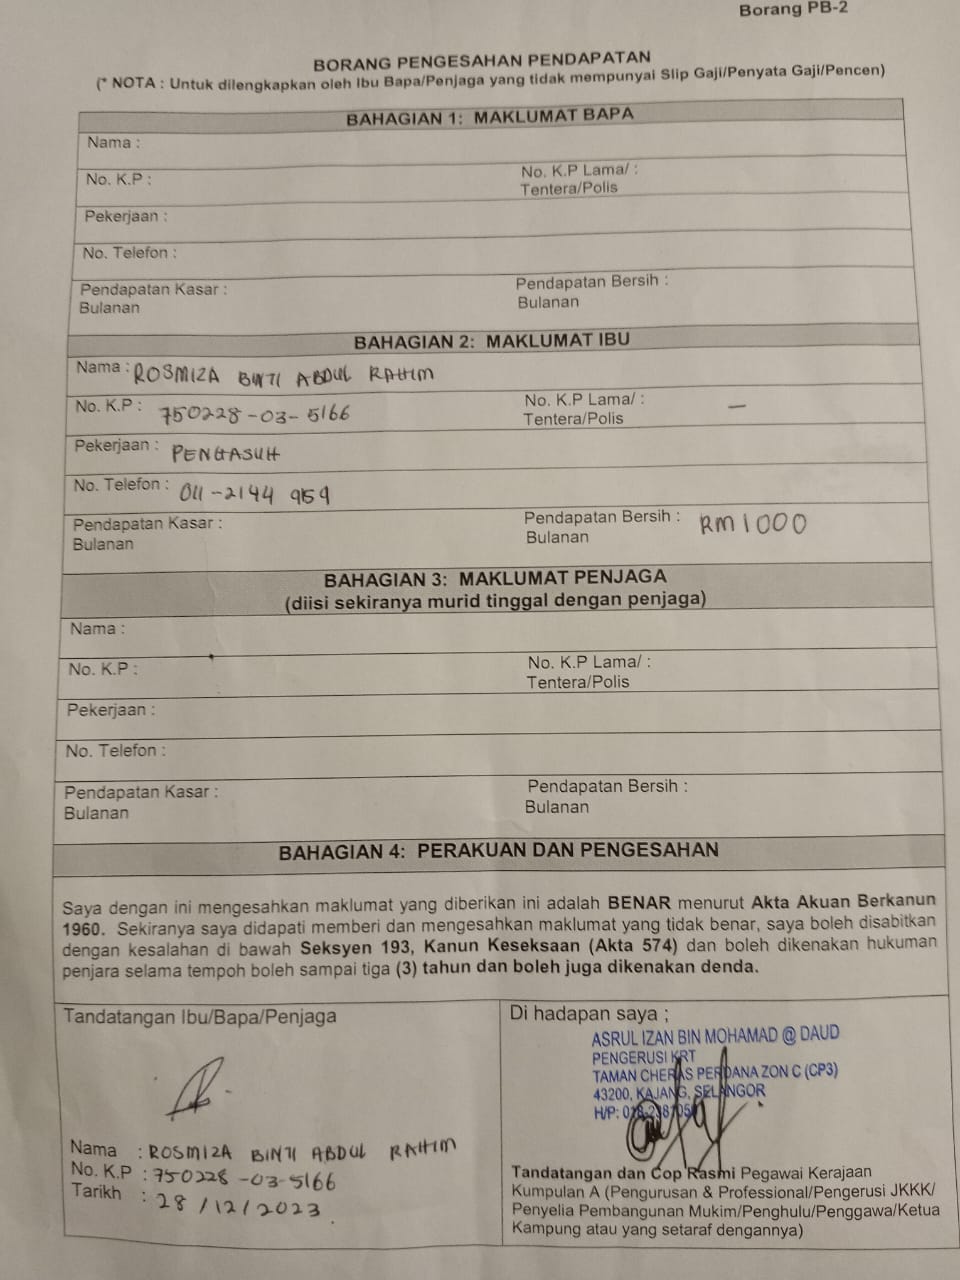 Borang PB-2
BORANG PENGESAHAN PENDAPATAN
(* NOTA : Untuk dilengkapkan oleh Ibu Bapa/Penjaga yang tidak mempunyai Slip Gaji/Penyata Gaji/Pencen)
BAHAGIAN 1: MAKLUMAT BAPA
Nama :
No. K.P : No. K.P Lama/ :
Tentera/Polis
Pekerjaan :
No. Telefon :
Pendapatan Kasar : Pendapatan Bersih :
Bulanan Bulanan
BAHAGIAN 2: MAKLUMAT IBU
Nama : ROSMIZA BINTI ABDUL RAHIM
No. K.P : 750228-03-5166 No. K.P Lama/ : —
Tentera/Polis
Pekerjaan : PENGASUH
No. Telefon : 011-2144 959
Pendapatan Kasar : Pendapatan Bersih : RM1000
Bulanan Bulanan
BAHAGIAN 3: MAKLUMAT PENJAGA
(diisi sekiranya murid tinggal dengan penjaga)
Nama :
No. K.P : No. K.P Lama/ :
Tentera/Polis
Pekerjaan :
No. Telefon :
Pendapatan Kasar : Pendapatan Bersih :
Bulanan Bulanan
BAHAGIAN 4: PERAKUAN DAN PENGESAHAN
Saya dengan ini mengesahkan maklumat yang diberikan ini adalah BENAR menurut Akta Akuan Berkanun
1960. Sekiranya saya didapati memberi dan mengesahkan maklumat yang tidak benar, saya boleh disabitkan
dengan kesalahan di bawah Seksyen 193, Kanun Keseksaan (Akta 574) dan boleh dikenakan hukuman
penjara selama tempoh boleh sampai tiga (3) tahun dan boleh juga dikenakan denda.
Tandatangan Ibu/Bapa/Penjaga
Nama : ROSMIZA BINTI ABDUL RAHIM
No. K.P : 750228-03-5166
Tarikh : 28/12/2023
Di hadapan saya ;
ASRUL IZAN BIN MOHAMAD @ DAUD
PENGERUSI KRT
TAMAN CHERAS PERDANA ZON C (CP3)
43200, KAJANG, SELANGOR
H/P:
Tandatangan dan Cop Rasmi Pegawai Kerajaan
Kumpulan A (Pengurusan & Professional/Pengerusi JKKK/
Penyelia Pembangunan Mukim/Penghulu/Penggawa/Ketua
Kampung atau yang setaraf dengannya)